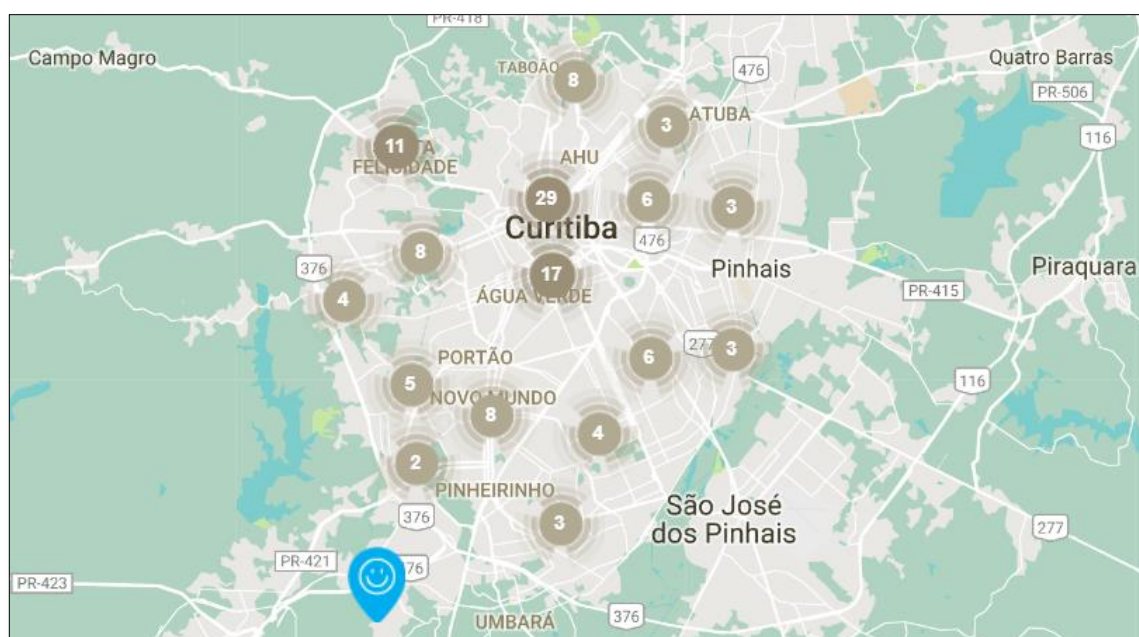 PR-418
Campo Magro
TABOÃO
8
476
Quatro Barras
PR-506
3
ATUBA
116
11
FELICIDADE
AHU
29
6
3
Curitiba
476
8
376
17
Pinhais
Piraquara
ÁGUA VERDE
4
PR-415
PORTÃO
6
277
3
5
NOVO MUNDO
116
8
4
2
PINHEIRINHO
376
3
São José
dos Pinhais
277
PR-421
PR-423
UMBARÁ
376